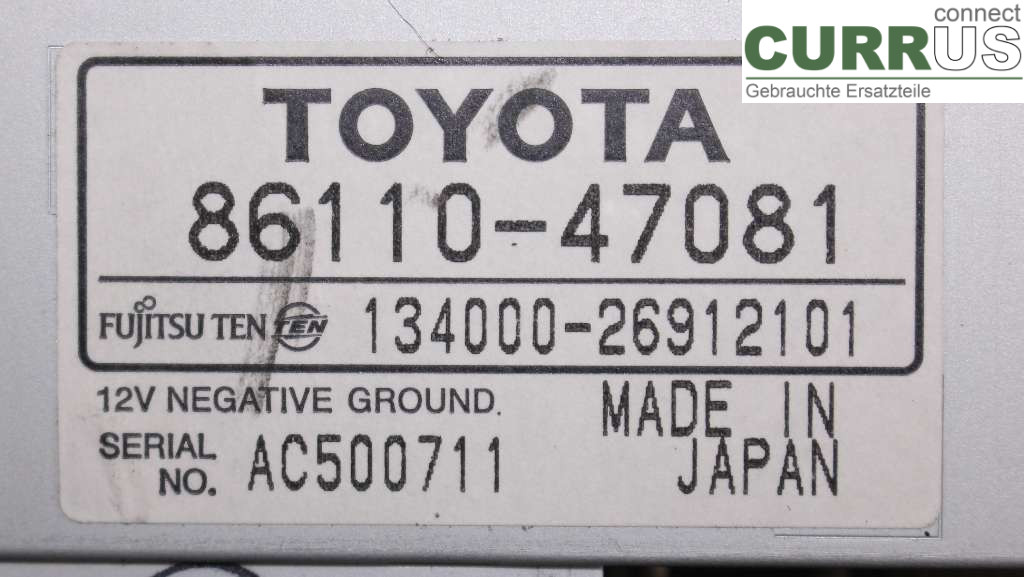 connect
CURRUS
Gebrauchte Ersatzteile
TOYOTA
86110-47081
FUJITSU TEN TEN 134000-26912101
12V NEGATIVE GROUND. MADE IN
SERIAL JAPAN
NO. AC500711